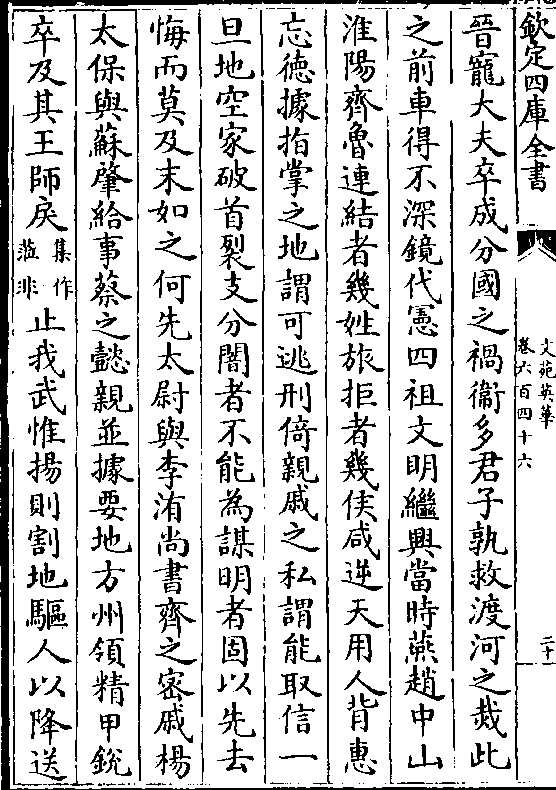 欽定四庫全書
文苑英華
卷六百四十六
二十
晉寵大夫卒成分國之禍衞多君子孰救渡河之烖此
之前車得不深鏡代憲四祖文明繼興當時燕趙中山
淮陽齊魯連結者幾姓旅拒者幾侯咸逆天用人背惠
忘徳據指掌之地謂可逃刑倚親戚之私謂能取信一
旦地空家破首裂支分闇者不能為謀明者固以先去
悔而莫及末如之何先太尉與李洧尚書齊之密戚楊
太保與蘇肇給事蔡之懿親並據要地方州領精甲鋭
卒及其王師戾集作蒞非止我武惟揚則割地驅人以降送